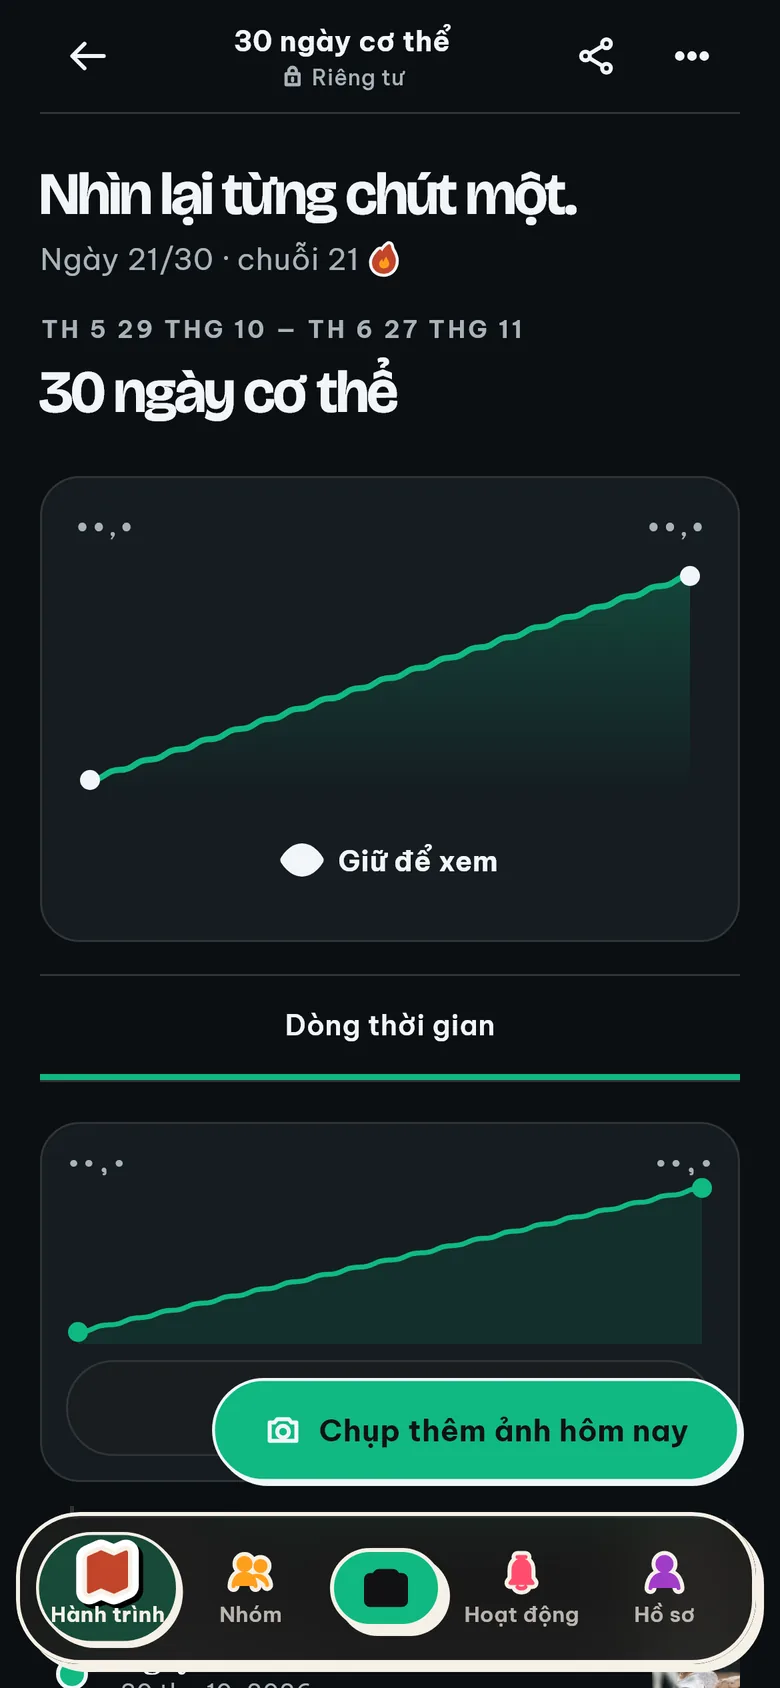 30 ngày cơ thể
Riêng tư
Nhìn lại từng chút một.
Ngày 21/30 · chuỗi 21
TH 5 29 THG 10 – TH 6 27 THG 11
30 ngày cơ thể
••,•
••,•
Giữ để xem
Dòng thời gian
••,•
••,•
Chụp thêm ảnh hôm nay
Hành trình
Nhóm
Hoạt động
Hồ sơ